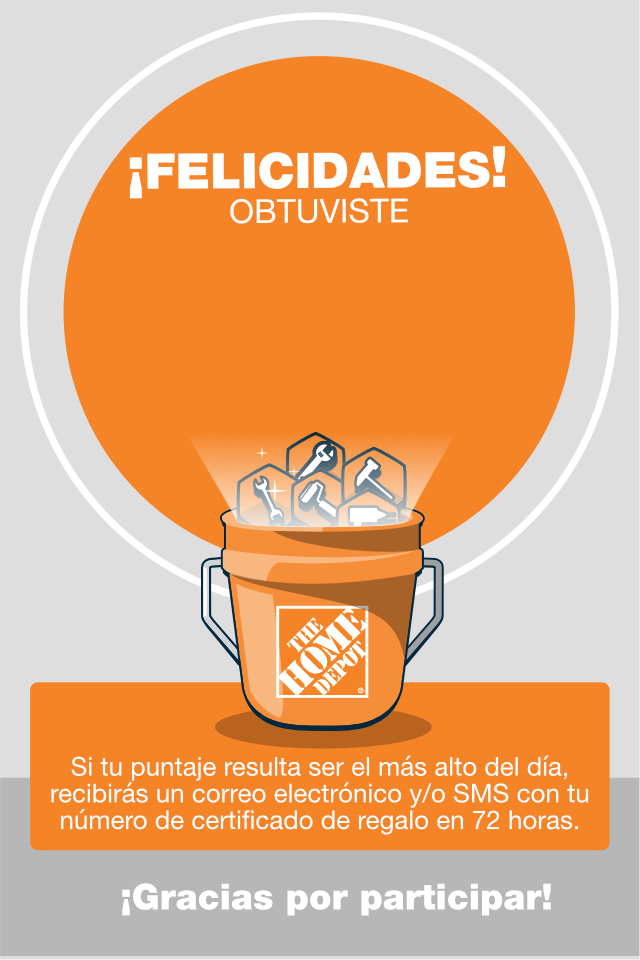 ¡FELICIDADES!
OBTUVISTE
THE
HOME
DEPOT
®
Si tu puntaje resulta ser el más alto del día,
recibirás un correo electrónico y/o SMS con tu
número de certificado de regalo en 72 horas.
¡Gracias por participar!